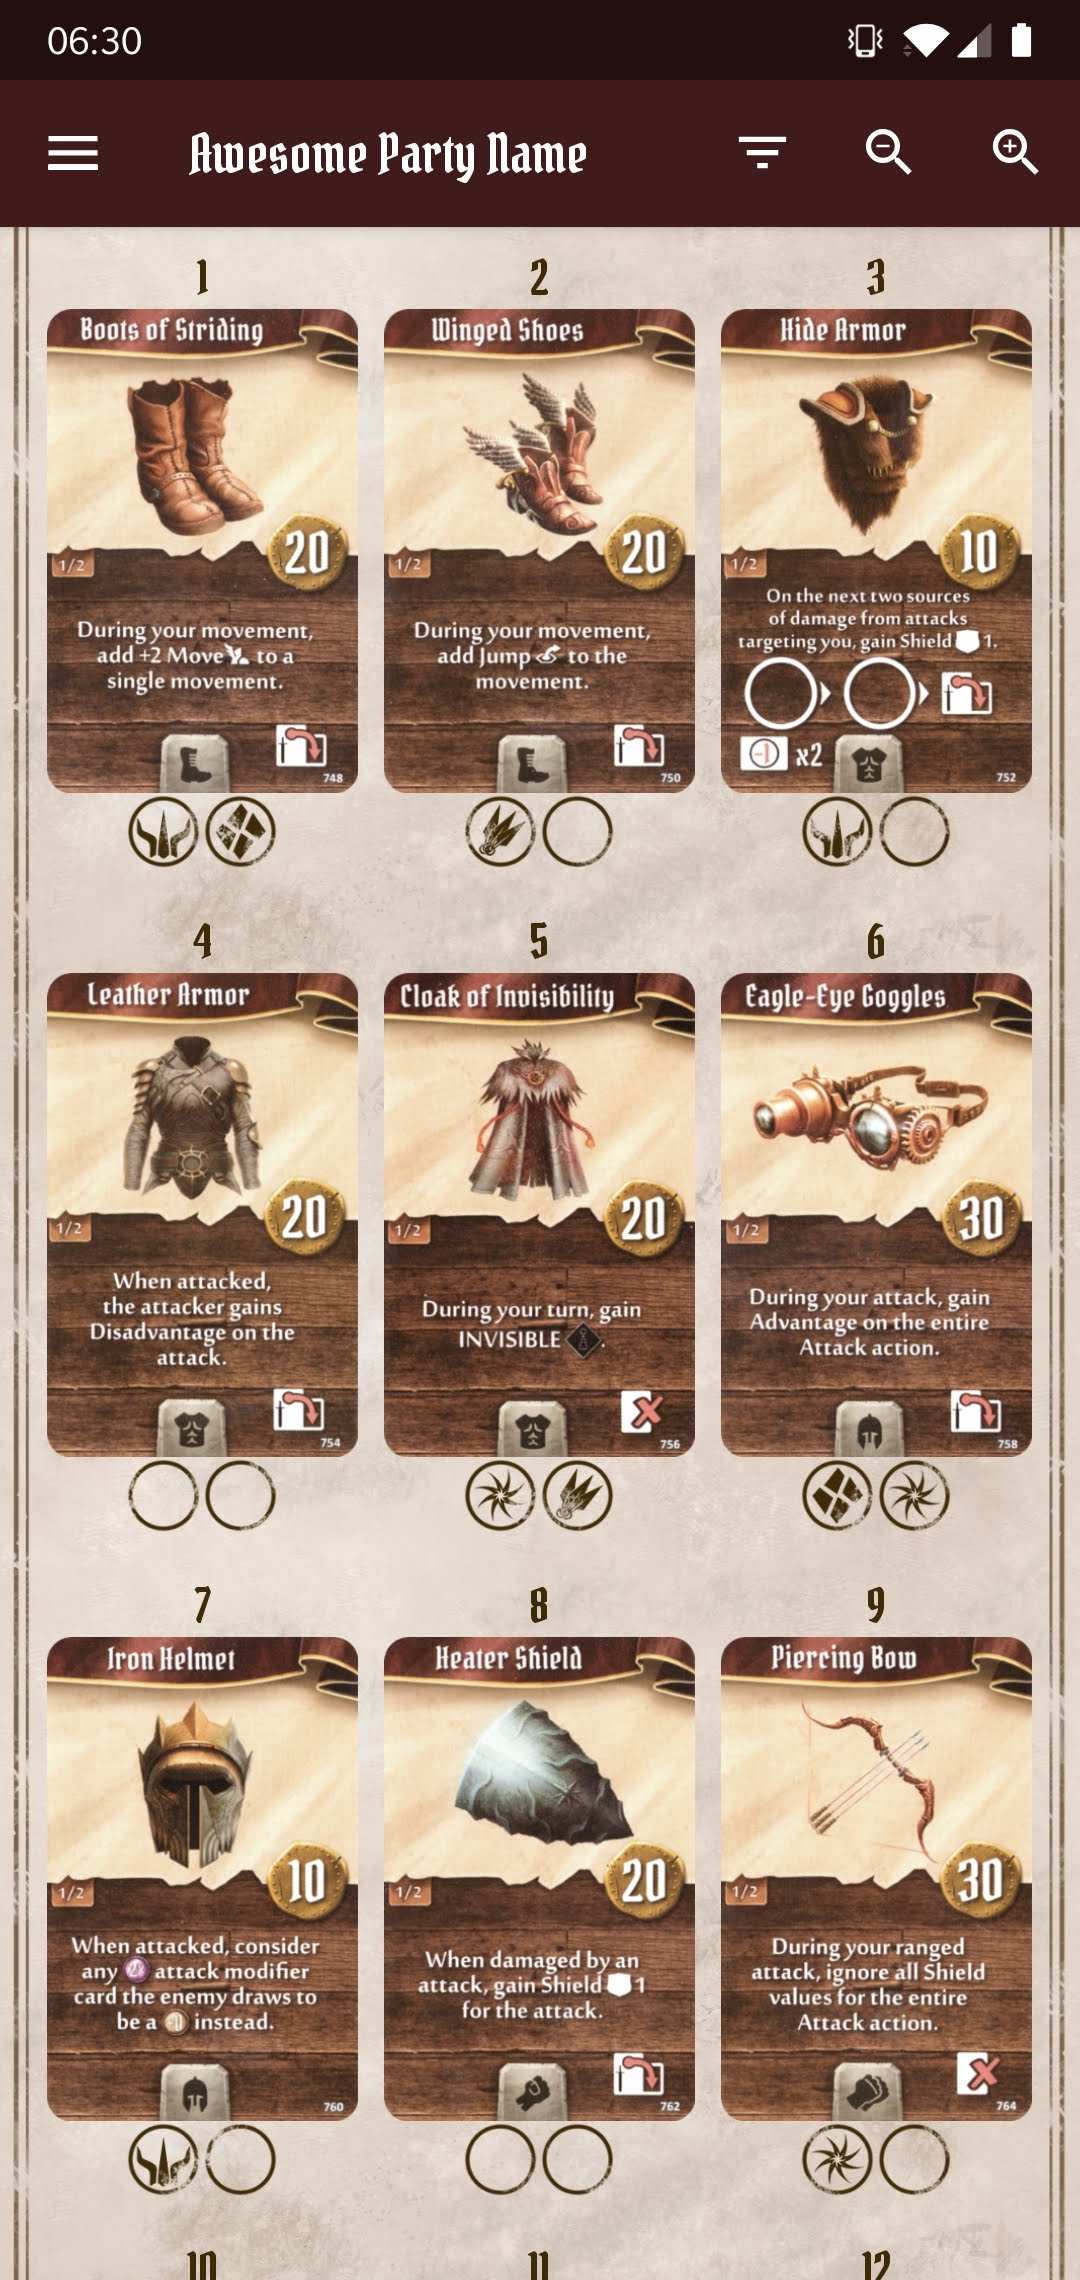 06:30
Awesome Party Name
1
2
3
Boots of Striding
20
1/2
During your movement,
add +2 Move to a
single movement.
748
Winged Shoes
20
1/2
During your movement,
add Jump to the
movement.
750
Hide Armor
10
1/2
On the next two sources
of damage from attacks
targeting you, gain Shield 1.
-1 x2
752
4
5
6
Leather Armor
20
1/2
When attacked,
the attacker gains
Disadvantage on the
attack.
754
Cloak of Invisibility
20
1/2
During your turn, gain
INVISIBLE .
756
Eagle-Eye Goggles
30
1/2
During your attack, gain
Advantage on the entire
Attack action.
758
7
8
9
Iron Helmet
10
1/2
When attacked, consider
any 2x attack modifier
card the enemy draws to
be a +1 instead.
760
Heater Shield
20
1/2
When damaged by an
attack, gain Shield 1
for the attack.
762
Piercing Bow
30
1/2
During your ranged
attack, ignore all Shield
values for the entire
Attack action.
764
10
11
12